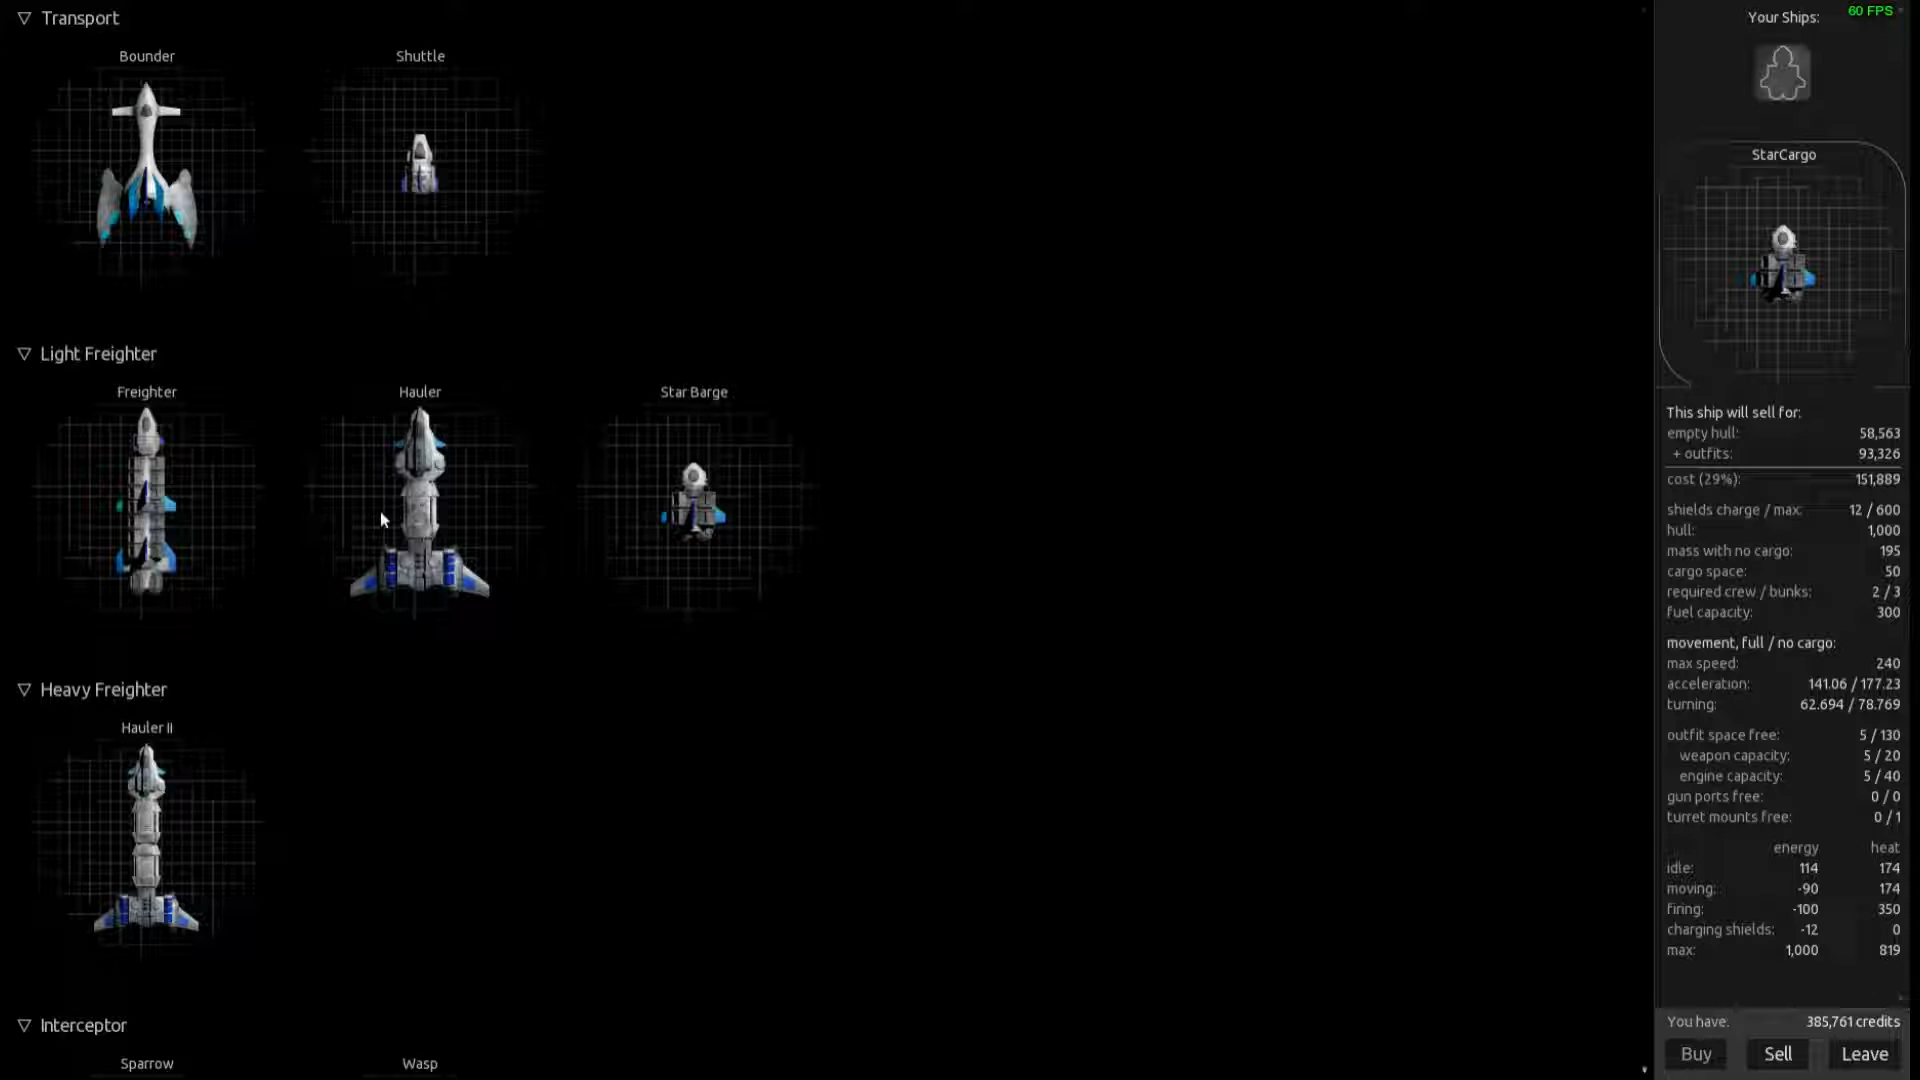 ▽ Transport
Bounder
Shuttle
▽ Light Freighter
Freighter
Hauler
Star Barge
▽ Heavy Freighter
Hauler II
▽ Interceptor
Sparrow
Wasp
60 FPS
Your Ships:
StarCargo
This ship will sell for:
empty hull: 58,563
+ outfits: 93,326
cost (29%): 151,889
shields charge / max: 12 / 600
hull: 1,000
mass with no cargo: 195
cargo space: 50
required crew / bunks: 2 / 3
fuel capacity: 300
movement, full / no cargo:
max speed: 240
acceleration: 141.06 / 177.23
turning: 62.694 / 78.769
outfit space free: 5 / 130
weapon capacity: 5 / 20
engine capacity: 5 / 40
gun ports free: 0 / 0
turret mounts free: 0 / 1
energy heat
idle: 114 174
moving: -90 174
firing: -100 350
charging shields: -12 0
max: 1,000 819
You have: 385,761 credits
Buy Sell Leave